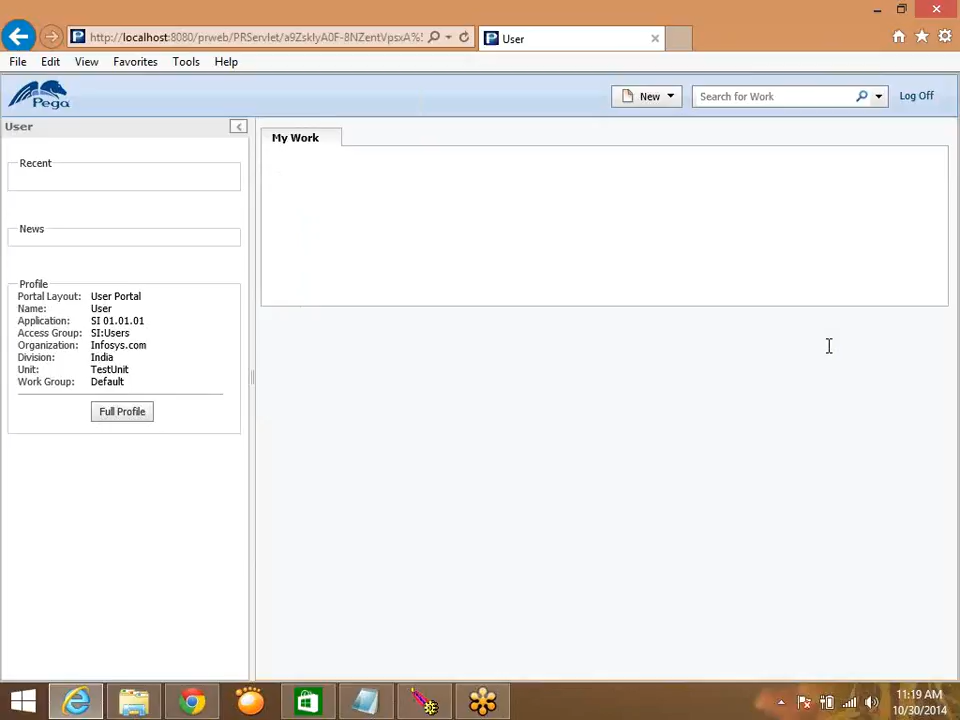 http://localhost:8080/prweb/PRServlet/a9ZsklyA0F-8NZentVpsxA%!
User
File Edit View Favorites Tools Help
Pega
New
Search for Work
Log Off
User
My Work
Recent
News
Profile
Portal Layout: User Portal
Name: User
Application: SI 01.01.01
Access Group: SI:Users
Organization: Infosys.com
Division: India
Unit: TestUnit
Work Group: Default
Full Profile
11:19 AM
10/30/2014